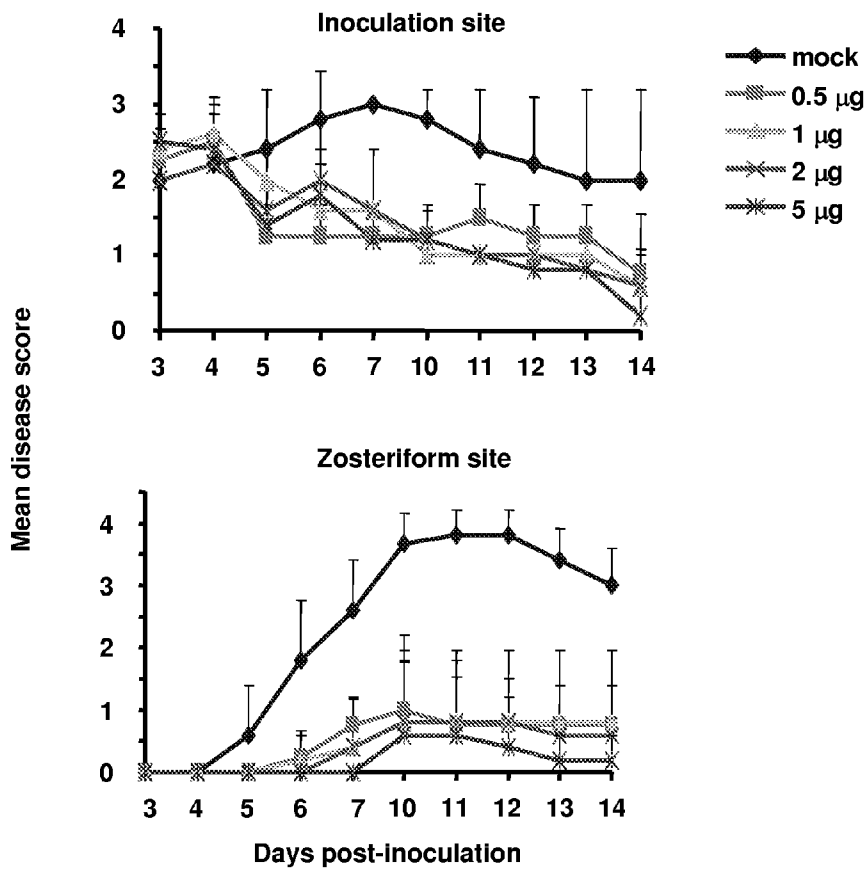 Inoculation site
4
3
2
1
0
3 4 5 6 7 10 11 12 13 14
mock
0.5 μg
1 μg
2 μg
5 μg
Mean disease score
Zosteriform site
4
3
2
1
0
3 4 5 6 7 10 11 12 13 14
Days post-inoculation